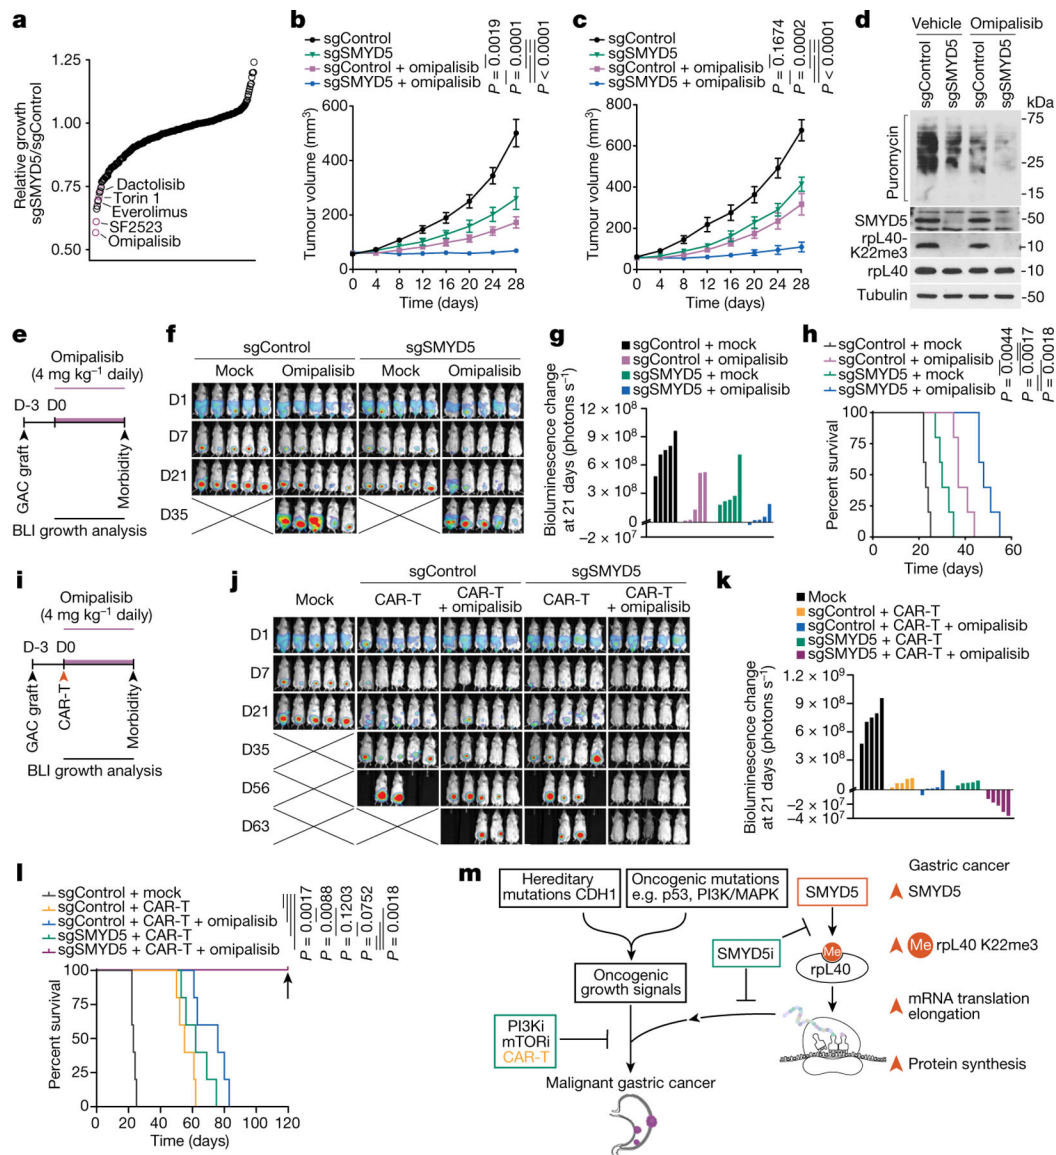 a
1.25
1.00
0.75
0.50
Relative growth
sgSMYD5/sgControl
Dactolisib
Torin 1
Everolimus
SF2523
Omipalisib
b
sgControl
sgSMYD5
sgControl + omipalisib
sgSMYD5 + omipalisib
P = 0.0019
P = 0.0001
P < 0.0001
600
400
200
0
Tumour volume (mm³)
0 4 8 12 16 20 24 28
Time (days)
c
sgControl
sgSMYD5
sgControl + omipalisib
sgSMYD5 + omipalisib
P = 0.1674
P = 0.0002
P < 0.0001
800
600
400
200
0
Tumour volume (mm³)
0 4 8 12 16 20 24 28
Time (days)
d
Vehicle Omipalisib
sgControl
sgSMYD5
sgControl
sgSMYD5
kDa
Puromycin
-75
-25
-15
SMYD5 -50
rpL40-
K22me3
10
rpL40 -10
Tubulin -50
e
Omipalisib
(4 mg kg⁻¹ daily)
D-3 D0
GAC graft
Morbidity
BLI growth analysis
f
sgControl sgSMYD5
Mock Omipalisib Mock Omipalisib
D1
D7
D21
D35
g
sgControl + mock
sgControl + omipalisib
sgSMYD5 + mock
sgSMYD5 + omipalisib
Bioluminescence change
at 21 days (photons s⁻¹)
12 × 10⁸
9 × 10⁸
6 × 10⁸
3 × 10⁸
0
−2 × 10⁷
h
sgControl + mock
sgControl + omipalisib
sgSMYD5 + mock
sgSMYD5 + omipalisib
P = 0.0044
P = 0.0017
P = 0.0018
Percent survival
100
75
50
25
0
0 20 40 60
Time (days)
i
Omipalisib
(4 mg kg⁻¹ daily)
D-3 D0
GAC graft
CAR-T
Morbidity
BLI growth analysis
j
sgControl sgSMYD5
Mock CAR-T CAR-T
+ omipalisib CAR-T CAR-T
+ omipalisib
D1
D7
D21
D35
D56
D63
k
Mock
sgControl + CAR-T
sgControl + CAR-T + omipalisib
sgSMYD5 + CAR-T
sgSMYD5 + CAR-T + omipalisib
Bioluminescence change
at 21 days (photons s⁻¹)
1.2 × 10⁹
9 × 10⁸
6 × 10⁸
3 × 10⁸
0
−2 × 10⁷
−4 × 10⁷
l
sgControl + mock
sgControl + CAR-T
sgControl + CAR-T + omipalisib
sgSMYD5 + CAR-T
sgSMYD5 + CAR-T + omipalisib
P = 0.0017
P = 0.0088
P = 0.1203
P = 0.0752
P = 0.0018
Percent survival
100
75
50
25
0
0 20 40 60 80 100 120
Time (days)
m
Hereditary
mutations CDH1
Oncogenic mutations
e.g. p53, PI3K/MAPK
SMYD5
Gastric cancer
SMYD5
SMYD5i
Me
rpL40
Me rpL40 K22me3
Oncogenic
growth signals
mRNA translation
elongation
PI3Ki
mTORi
CAR-T
Protein synthesis
Malignant gastric cancer